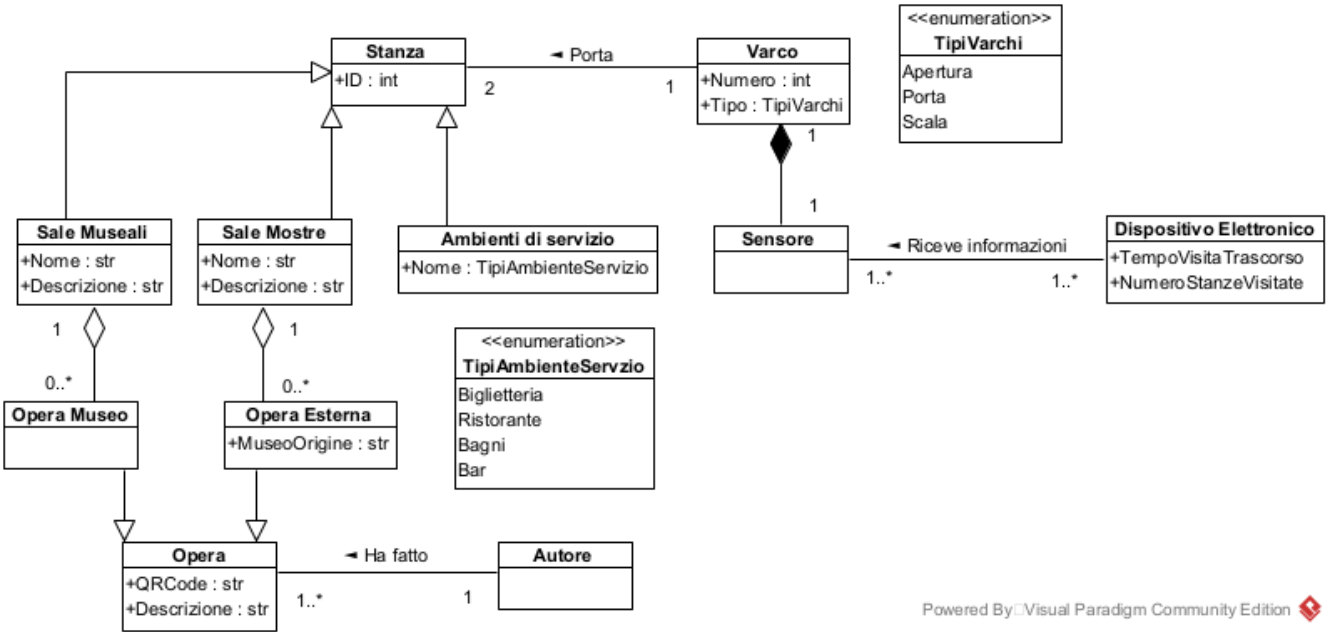 <<enumeration>>
TipiVarchi
Apertura
Porta
Scala
Stanza
+ID : int
◄ Porta
2
1
Varco
+Numero : int
+Tipo : TipiVarchi
1
1
Sale Museali
+Nome : str
+Descrizione : str
Sale Mostre
+Nome : str
+Descrizione : str
Ambienti di servizio
+Nome : TipiAmbienteServizio
Sensore
◄ Riceve informazioni
1..*
1..*
Dispositivo Elettronico
+TempoVisitaTrascorso
+NumeroStanzeVisitate
1
0..*
1
0..*
<<enumeration>>
TipiAmbienteServzio
Biglietteria
Ristorante
Bagni
Bar
Opera Museo
Opera Esterna
+MuseoOrigine : str
Opera
+QRCode : str
+Descrizione : str
◄ Ha fatto
1..*
1
Autore
Powered By Visual Paradigm Community Edition